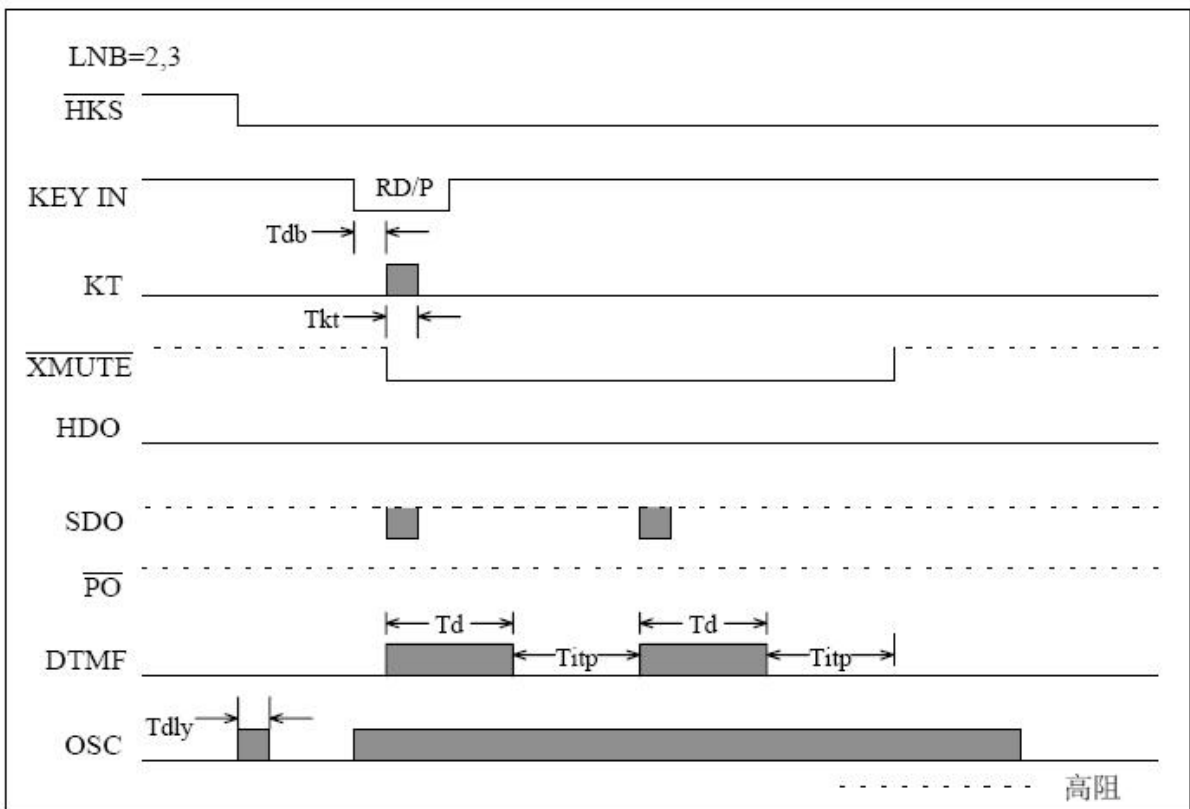 LNB=2,3
HKS
KEY IN
RD/P
Tdb
KT
Tkt
XMUTE
HDO
SDO
PO
Td Td
DTMF
Titp Titp
Tdly
OSC
高阻